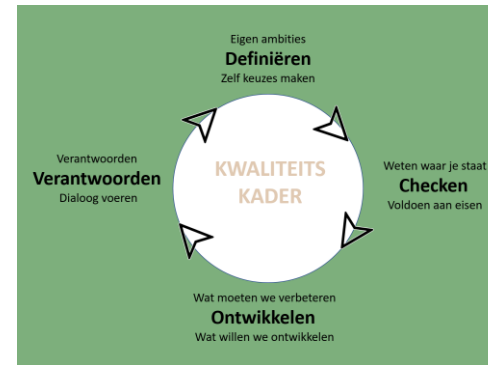 Eigen ambities
Definiëren
Zelf keuzes maken
Weten waar je staat
Checken
Voldoen aan eisen
Wat moeten we verbeteren
Ontwikkelen
Wat willen we ontwikkelen
Verantwoorden
Verantwoorden
Dialoog voeren
KWALITEITS
KADER